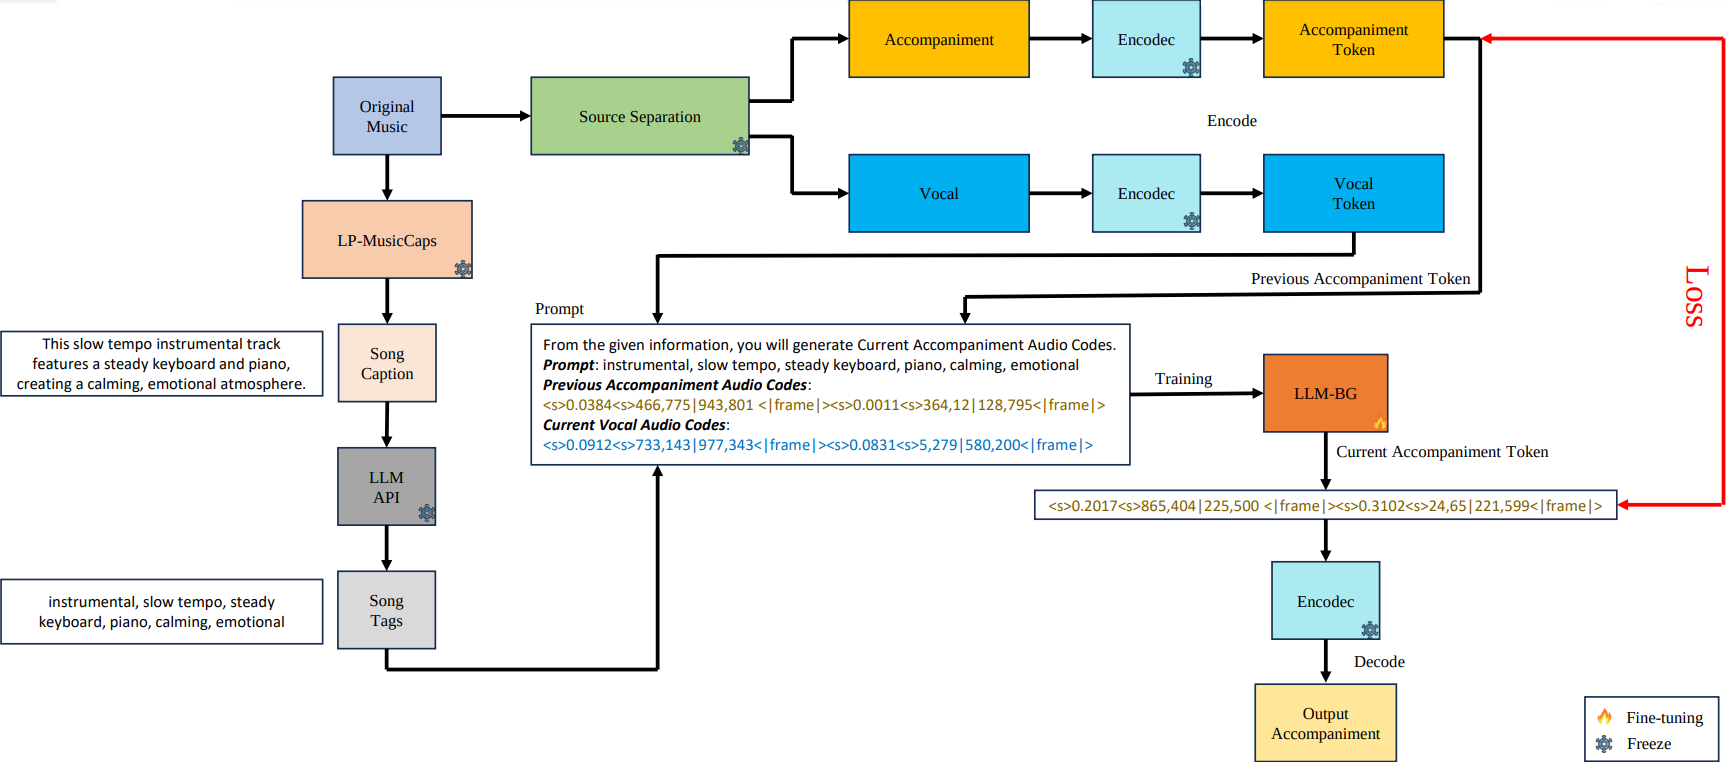 Accompaniment
Encodec
Accompaniment
Token
Original
Music
Source Separation
Encode
Vocal
Encodec
Vocal
Token
LP-MusicCaps
Previous Accompaniment Token
Loss
Prompt
This slow tempo instrumental track
features a steady keyboard and piano,
creating a calming, emotional atmosphere.
Song
Caption
From the given information, you will generate Current Accompaniment Audio Codes.
Prompt: instrumental, slow tempo, steady keyboard, piano, calming, emotional
Previous Accompaniment Audio Codes:
<s>0.0384<s>466,775|943,801 <|frame|><s>0.0011<s>364,12|128,795<|frame|>
Current Vocal Audio Codes:
<s>0.0912<s>733,143|977,343<|frame|><s>0.0831<s>5,279|580,200<|frame|>
Training
LLM-BG
Current Accompaniment Token
LLM
API
<s>0.2017<s>865,404|225,500 <|frame|><s>0.3102<s>24,65|221,599<|frame|>
instrumental, slow tempo, steady
keyboard, piano, calming, emotional
Song
Tags
Encodec
Decode
Output
Accompaniment
Fine-tuning
Freeze